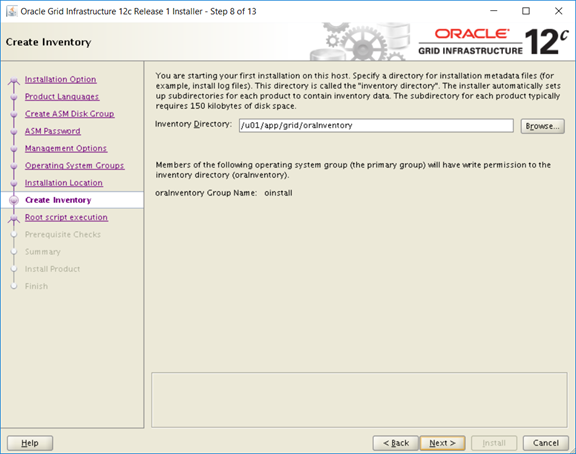 Oracle Grid Infrastructure 12c Release 1 Installer - Step 8 of 13
Create Inventory
ORACLE®
GRID INFRASTRUCTURE
12c
Installation Option
Product Languages
Create ASM Disk Group
ASM Password
Management Options
Operating System Groups
Installation Location
Create Inventory
Root script execution
Prerequisite Checks
Summary
Install Product
Finish
You are starting your first installation on this host. Specify a directory for installation metadata files (for
example, install log files). This directory is called the "inventory directory". The installer automatically sets
up subdirectories for each product to contain inventory data. The subdirectory for each product typically
requires 150 kilobytes of disk space.
Inventory Directory: /u01/app/grid/oraInventory Browse...
Members of the following operating system group (the primary group) will have write permission to the
inventory directory (oraInventory).
oraInventory Group Name: oinstall
Help
< Back
Next >
Install
Cancel